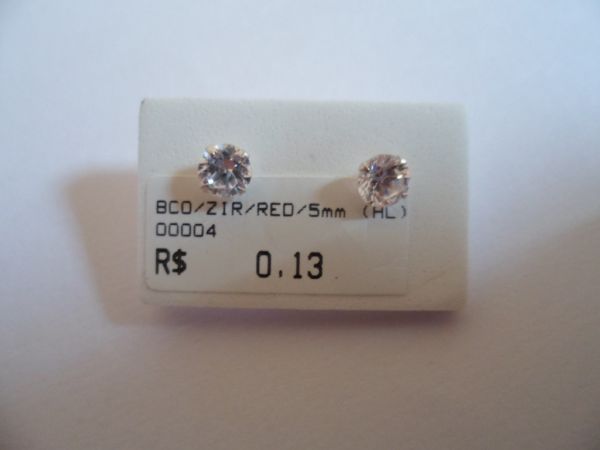 BCO/ZIR/RED/5mm (HL)
00004
R$ 0,13